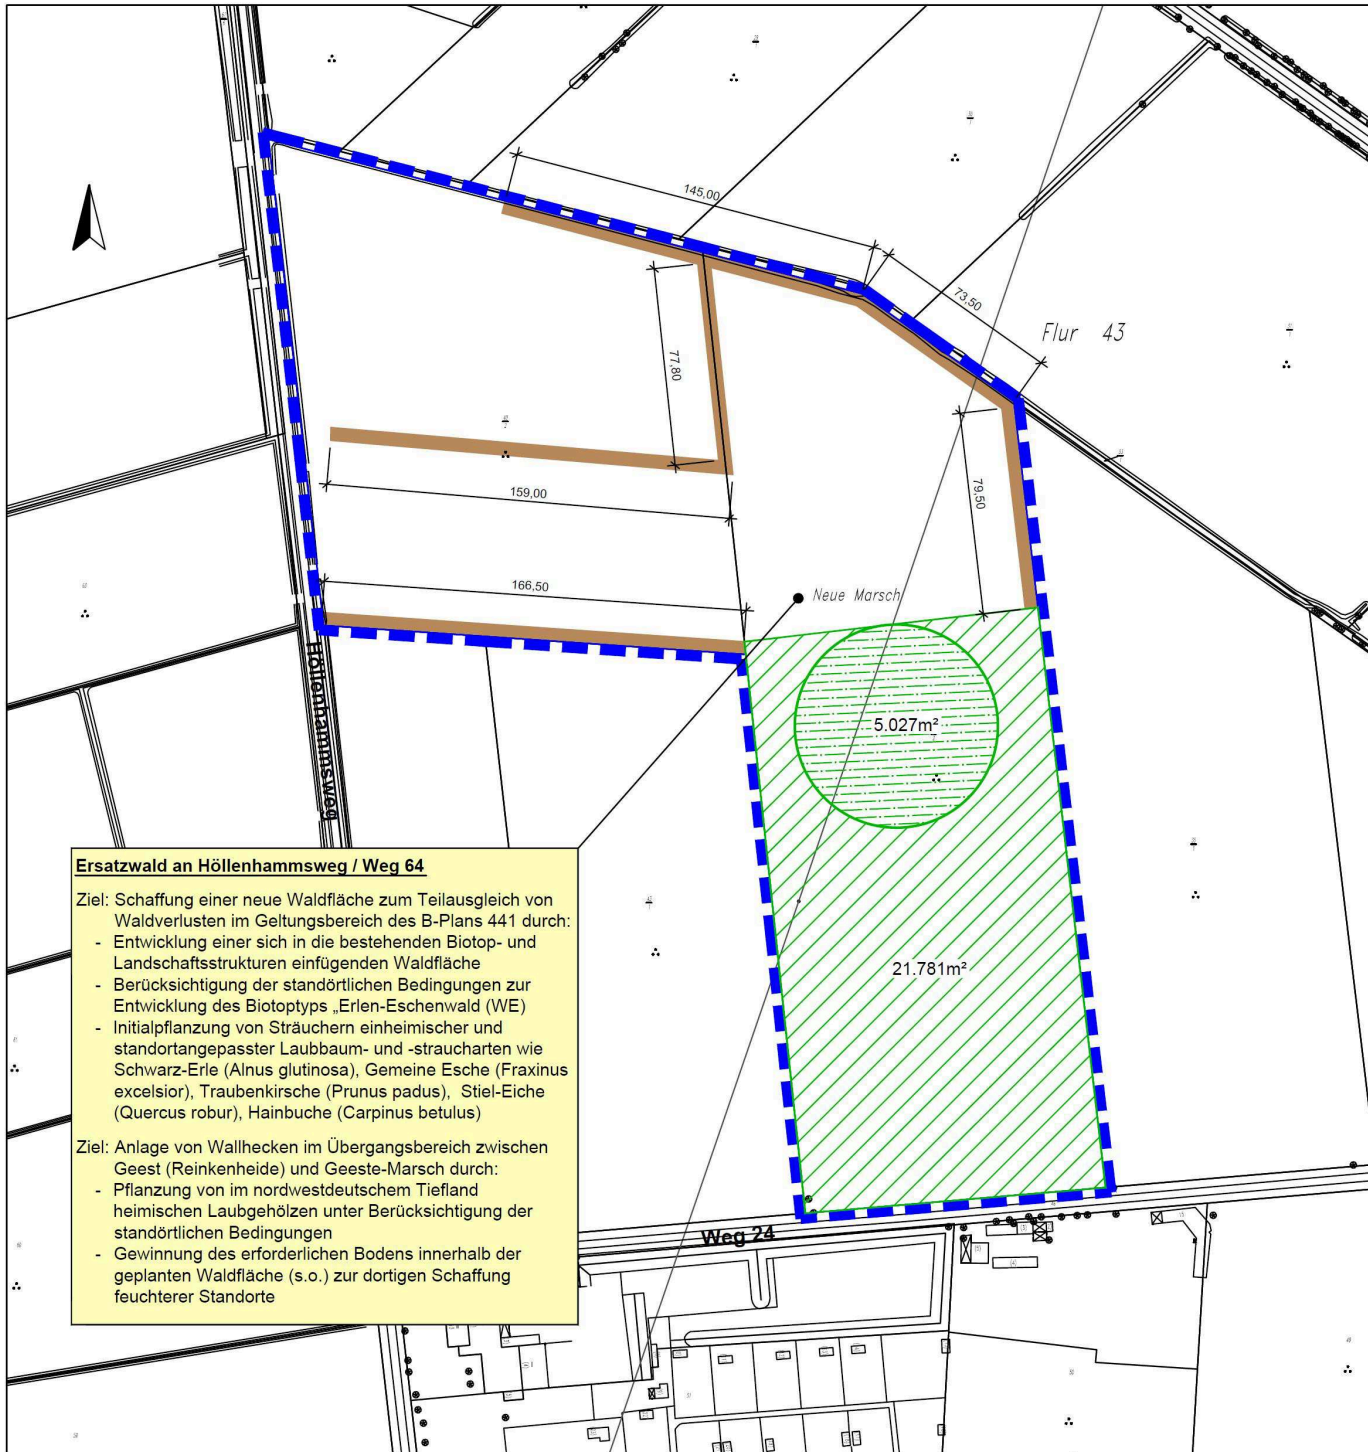 145,00
73,50
Flur 43
77,80
79,50
159,00
166,50
Neue Marsch
Höllenhammsweg
5.027m²
21.781m²
Ersatzwald an Höllenhammsweg / Weg 64
Ziel: Schaffung einer neue Waldfläche zum Teilausgleich von
Waldverlusten im Geltungsbereich des B-Plans 441 durch:
- Entwicklung einer sich in die bestehenden Biotop- und
Landschaftsstrukturen einfügenden Waldfläche
- Berücksichtigung der standörtlichen Bedingungen zur
Entwicklung des Biotoptyps „Erlen-Eschenwald (WE)
- Initialpflanzung von Sträuchern einheimischer und
standortangepasster Laubbaum- und -straucharten wie
Schwarz-Erle (Alnus glutinosa), Gemeine Esche (Fraxinus
excelsior), Traubenkirsche (Prunus padus), Stiel-Eiche
(Quercus robur), Hainbuche (Carpinus betulus)
Ziel: Anlage von Wallhecken im Übergangsbereich zwischen
Geest (Reinkenheide) und Geeste-Marsch durch:
- Pflanzung von im nordwestdeutschem Tiefland
heimischen Laubgehölzen unter Berücksichtigung der
standörtlichen Bedingungen
- Gewinnung des erforderlichen Bodens innerhalb der
geplanten Waldfläche (s.o.) zur dortigen Schaffung
feuchterer Standorte
Weg 24